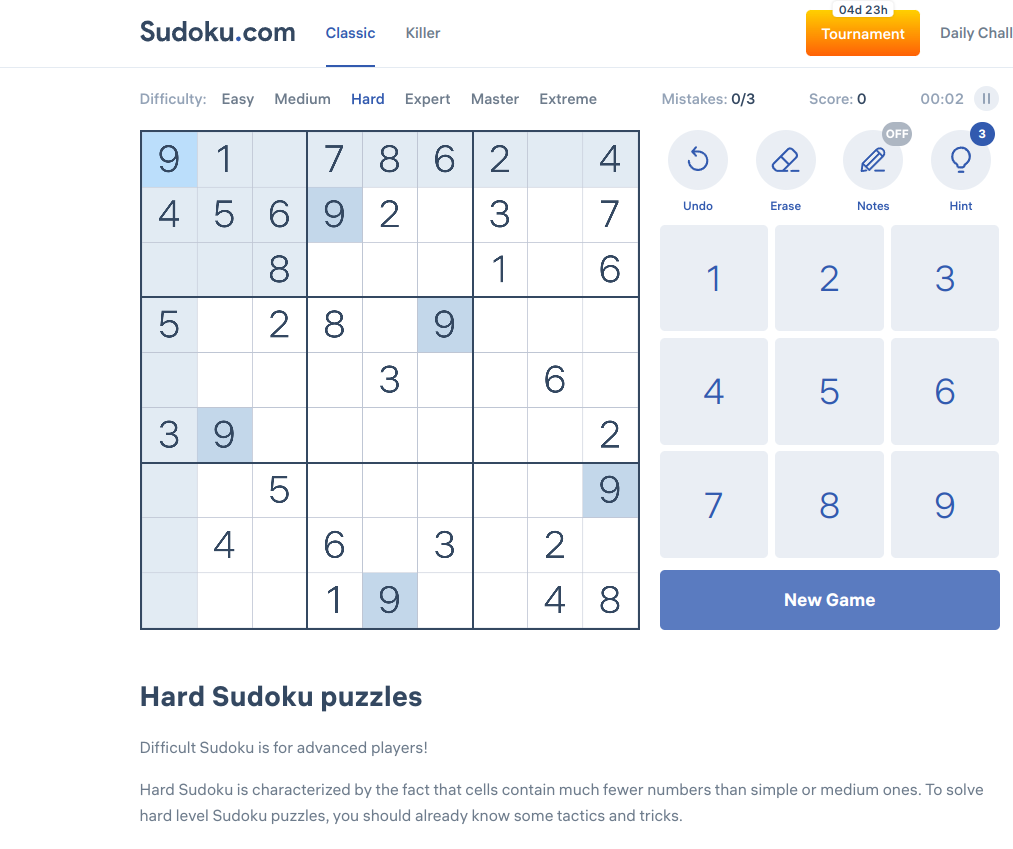 04d 23h
Sudoku.com Classic Killer Tournament Daily Chall
Difficulty: Easy Medium Hard Expert Master Extreme Mistakes: 0/3 Score: 0 00:02
OFF 3
9 1 7 8 6 2 4
Undo Erase Notes Hint
4 5 6 9 2 3 7
8 1 6
5 2 8 9
3 6
3 9 2
5 9
4 6 3 2
1 9 4 8
1 2 3
4 5 6
7 8 9
New Game
Hard Sudoku puzzles
Difficult Sudoku is for advanced players!
Hard Sudoku is characterized by the fact that cells contain much fewer numbers than simple or medium ones. To solve
hard level Sudoku puzzles, you should already know some tactics and tricks.